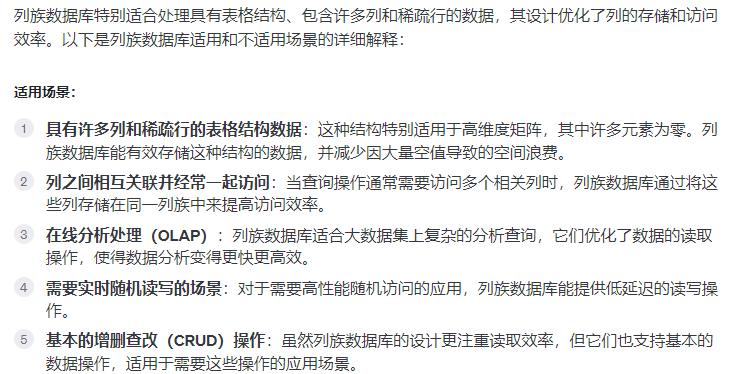 列族数据库特别适合处理具有表格结构、包含许多列和稀疏行的数据，其设计优化了列的存储和访问
效率。以下是列族数据库适用和不适用场景的详细解释：
适用场景：
1 具有许多列和稀疏行的表格结构数据：这种结构特别适用于高维度矩阵，其中许多元素为零。列
族数据库能有效存储这种结构的数据，并减少因大量空值导致的空间浪费。
2 列之间相互关联并经常一起访问：当查询操作通常需要访问多个相关列时，列族数据库通过将这
些列存储在同一列族中来提高访问效率。
3 在线分析处理（OLAP）：列族数据库适合大数据集上复杂的分析查询，它们优化了数据的读取
操作，使得数据分析变得更快更高效。
4 需要实时随机读写的场景：对于需要高性能随机访问的应用，列族数据库能提供低延迟的读写操
作。
5 基本的增删查改（CRUD）操作：虽然列族数据库的设计更注重读取效率，但它们也支持基本的
数据操作，适用于需要这些操作的应用场景。